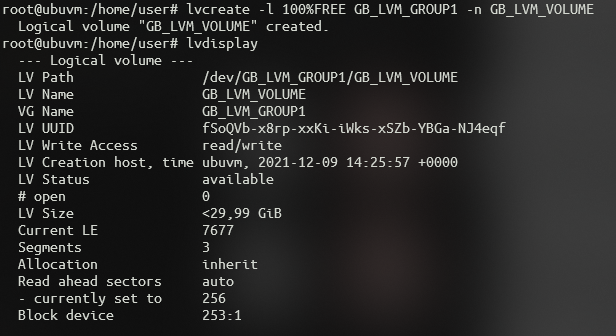 root@ubuvm:/home/user# lvcreate -l 100%FREE GB_LVM_GROUP1 -n GB_LVM_VOLUME
  Logical volume "GB_LVM_VOLUME" created.
root@ubuvm:/home/user# lvdisplay
  --- Logical volume ---
  LV Path                /dev/GB_LVM_GROUP1/GB_LVM_VOLUME
  LV Name                GB_LVM_VOLUME
  VG Name                GB_LVM_GROUP1
  LV UUID                fSoQVb-x8rp-xxKi-iWks-xSZb-YBGa-NJ4eqf
  LV Write Access        read/write
  LV Creation host, time ubuvm, 2021-12-09 14:25:57 +0000
  LV Status              available
  # open                 0
  LV Size                <29,99 GiB
  Current LE             7677
  Segments               3
  Allocation             inherit
  Read ahead sectors     auto
  - currently set to     256
  Block device           253:1